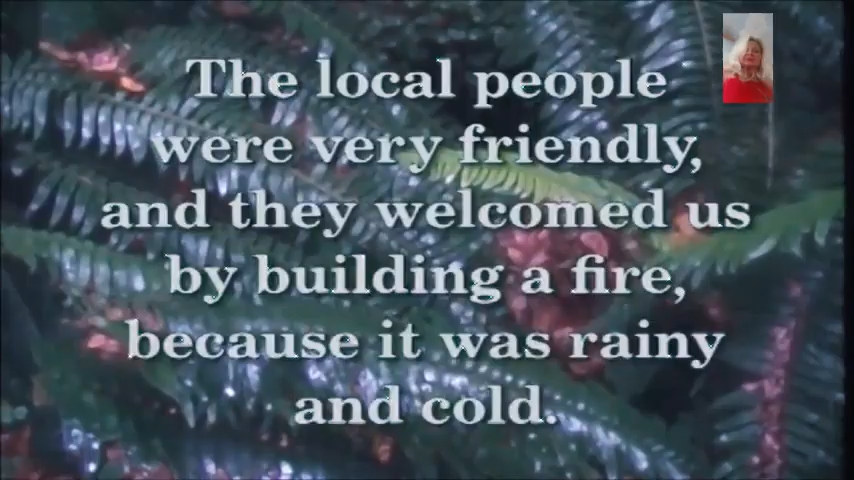 The local people
were very friendly,
and they welcomed us
by building a fire,
because it was rainy
and cold.